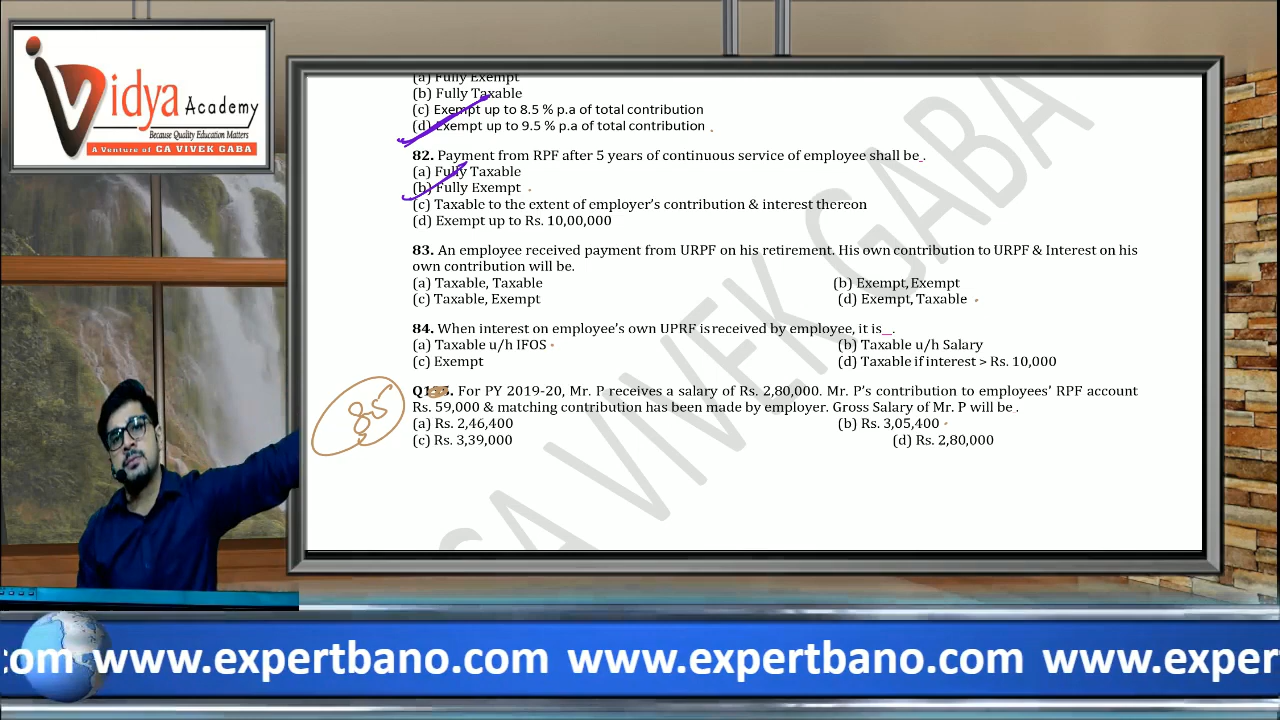 Vidya Academy
Because Quality Education Matters
A Venture of CA VIVEK GABA
(a) Fully Exempt
(b) Fully Taxable
(c) Exempt up to 8.5 % p.a of total contribution
(d) Exempt up to 9.5 % p.a of total contribution
82. Payment from RPF after 5 years of continuous service of employee shall be_.
(a) Fully Taxable
(b) Fully Exempt
(c) Taxable to the extent of employer's contribution & interest thereon
(d) Exempt up to Rs. 10,00,000
83. An employee received payment from URPF on his retirement. His own contribution to URPF & Interest on his
own contribution will be.
(a) Taxable, Taxable (b) Exempt, Exempt
(c) Taxable, Exempt (d) Exempt, Taxable
84. When interest on employee's own UPRF is received by employee, it is_.
(a) Taxable u/h IFOS (b) Taxable u/h Salary
(c) Exempt (d) Taxable if interest > Rs. 10,000
85
For PY 2019-20, Mr. P receives a salary of Rs. 2,80,000. Mr. P's contribution to employees' RPF account
Rs. 59,000 & matching contribution has been made by employer. Gross Salary of Mr. P will be .
(a) Rs. 2,46,400 (b) Rs. 3,05,400
(c) Rs. 3,39,000 (d) Rs. 2,80,000
CA VIVEK GABA
com www.expertbano.com www.expertbano.com www.exper